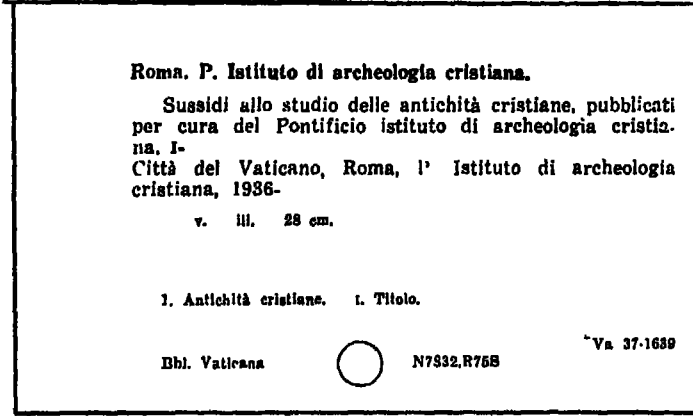 Roma. P. Istituto di archeologia cristiana.
Sussidi allo studio delle antichità cristiane, pubblicati
per cura del Pontificio istituto di archeologia cristia-
na. I-
Città del Vaticano, Roma, l' Istituto di archeologia
cristiana, 1936-
v. ill. 28 cm.
1. Antichità cristiane. I. Titolo.
Va 37-1639
Bbl. Vaticana N7832.R75S